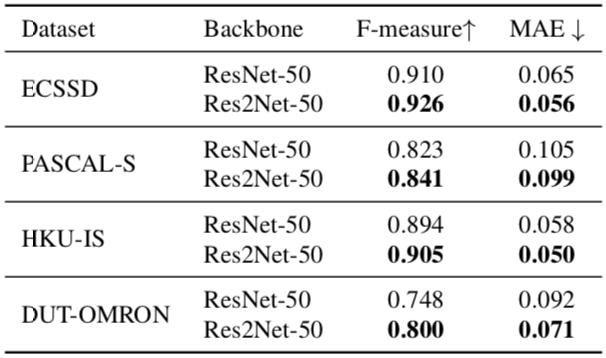 Dataset Backbone F-measure↑ MAE ↓
ECSSD ResNet-50 0.910 0.065
Res2Net-50 0.926 0.056
PASCAL-S ResNet-50 0.823 0.105
Res2Net-50 0.841 0.099
HKU-IS ResNet-50 0.894 0.058
Res2Net-50 0.905 0.050
DUT-OMRON ResNet-50 0.748 0.092
Res2Net-50 0.800 0.071